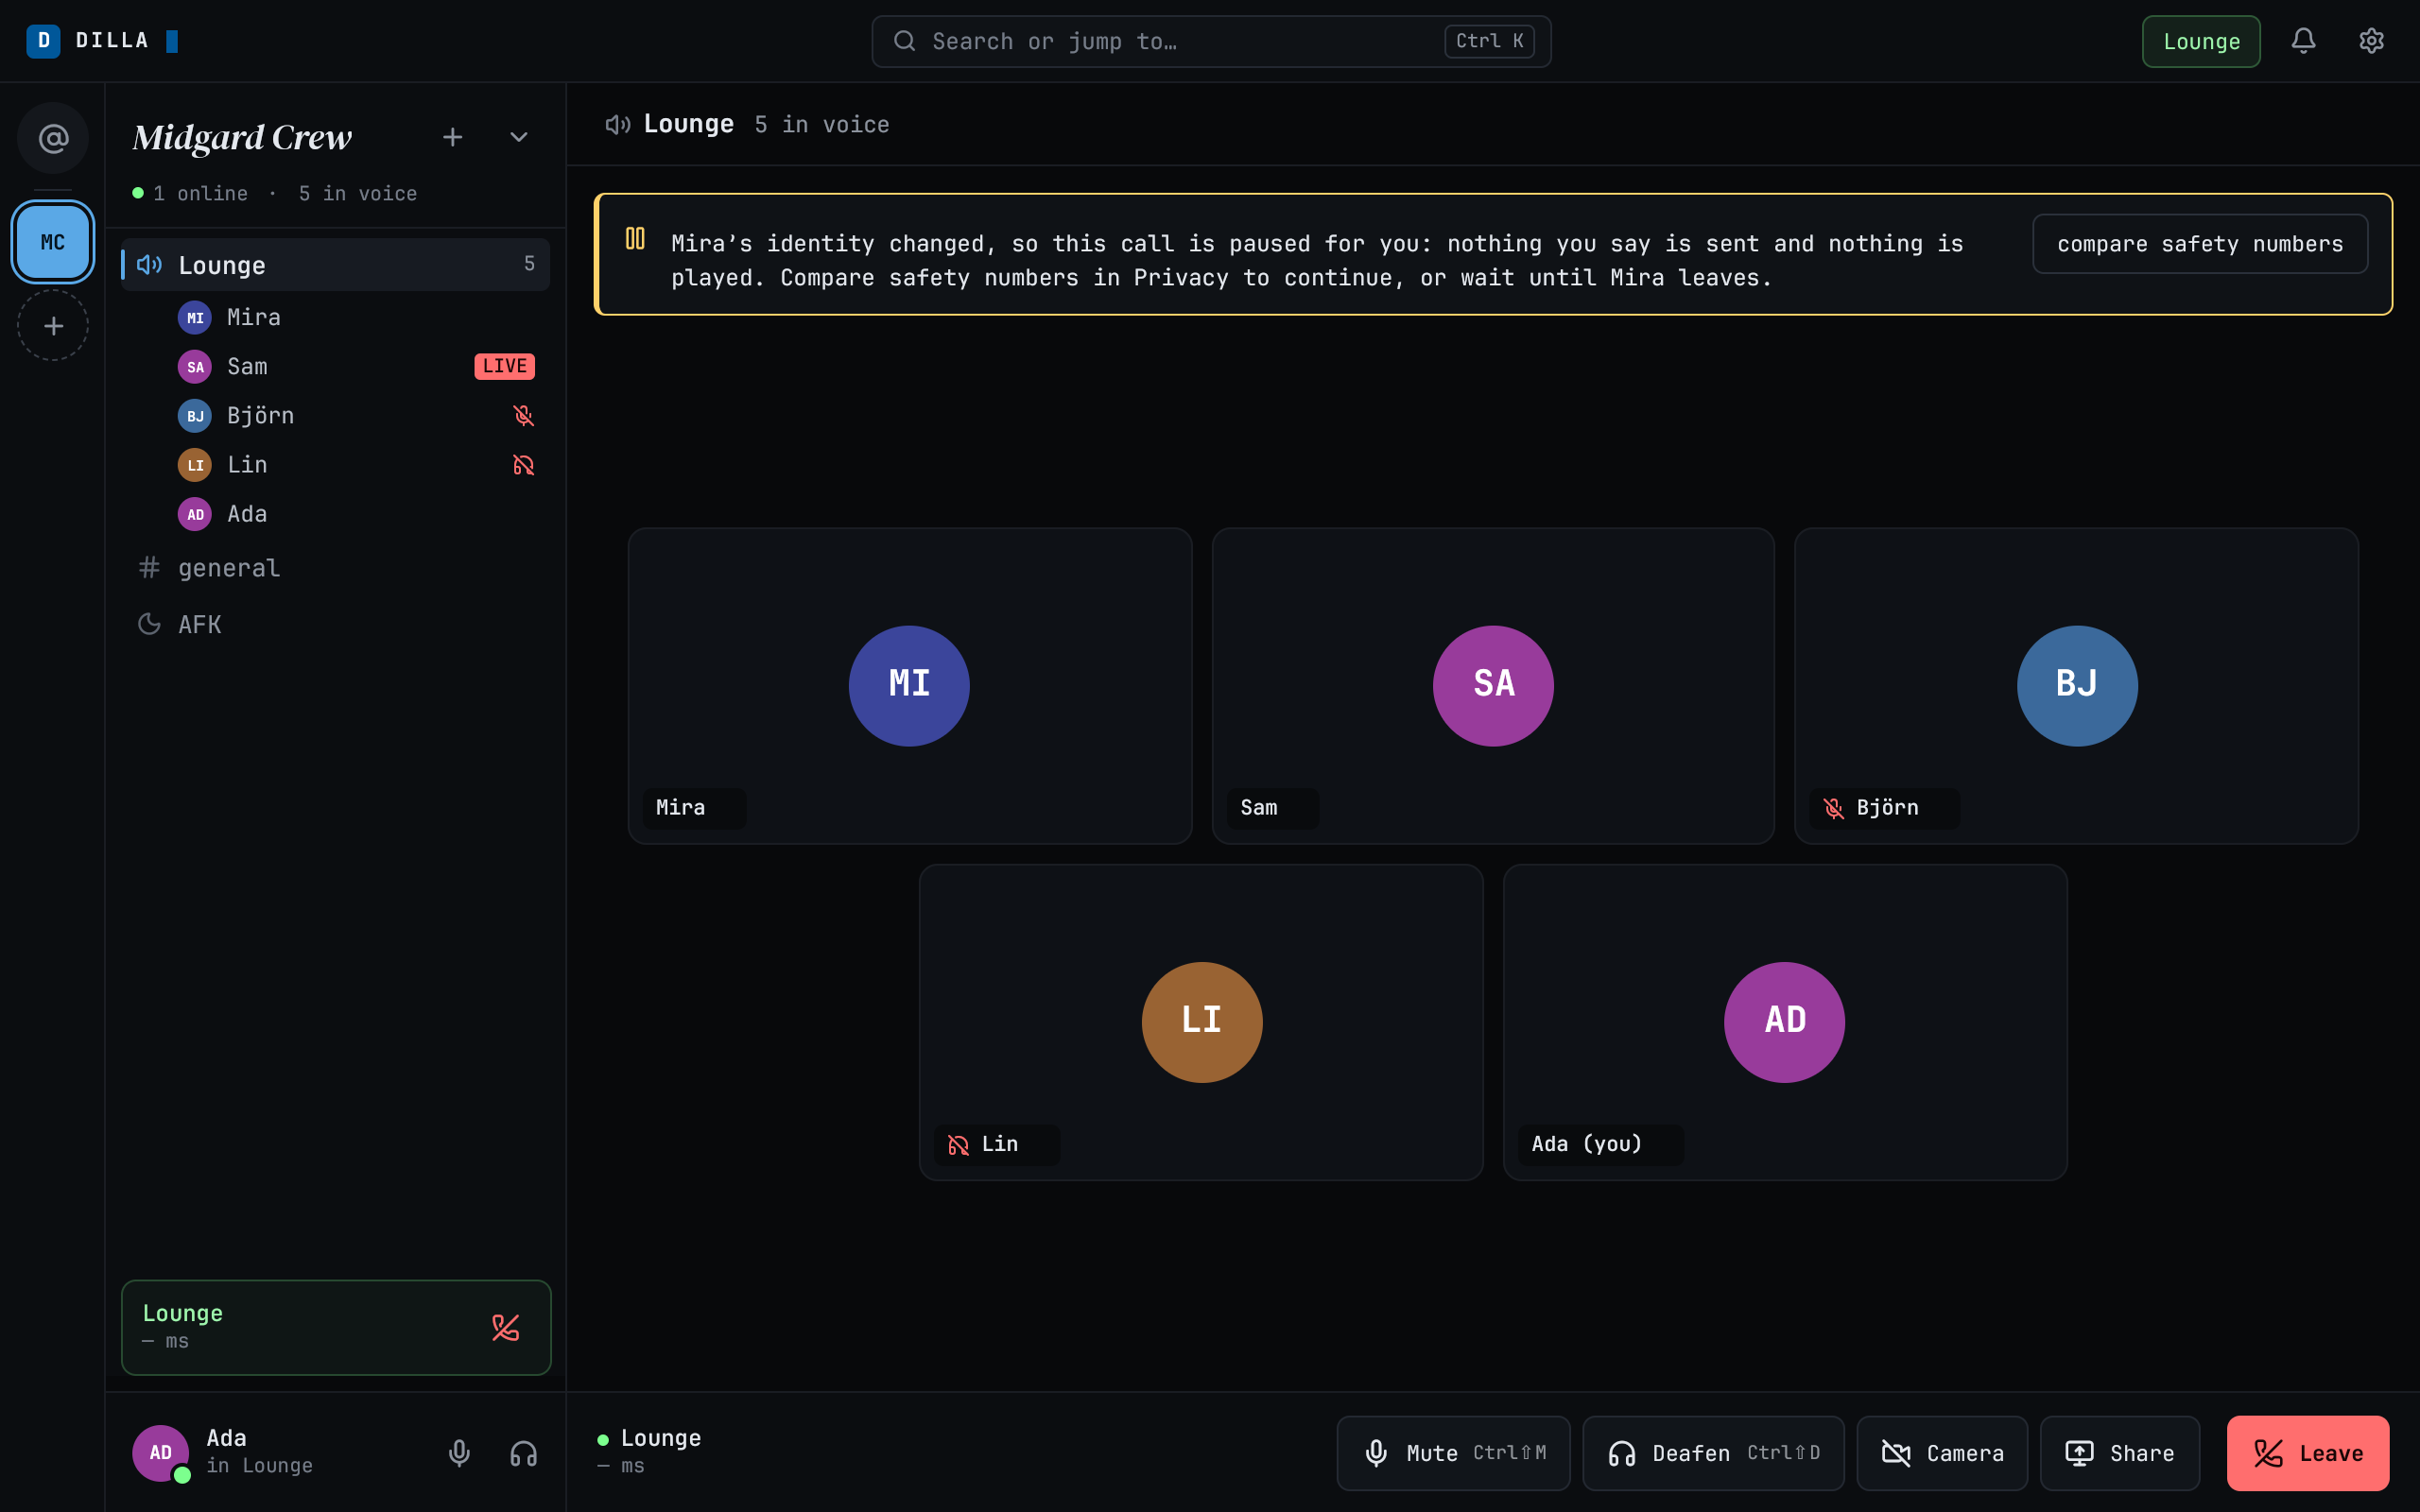 D DILLA
Search or jump to… Ctrl K
Lounge
Midgard Crew
1 online · 5 in voice
MC
Lounge 5
MI Mira
SA Sam LIVE
BJ Björn
LI Lin
AD Ada
# general
AFK
Lounge
— ms
AD Ada
in Lounge
Lounge 5 in voice
Mira’s identity changed, so this call is paused for you: nothing you say is sent and nothing is
played. Compare safety numbers in Privacy to continue, or wait until Mira leaves.
compare safety numbers
MI
Mira
SA
Sam
BJ
Björn
LI
Lin
AD
Ada (you)
Lounge
— ms
Mute Ctrl⇧M
Deafen Ctrl⇧D
Camera
Share
Leave